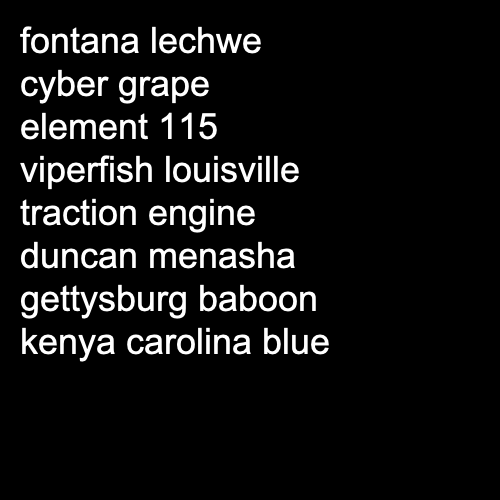 fontana lechwe
cyber grape
element 115
viperfish louisville
traction engine
duncan menasha
gettysburg baboon
kenya carolina blue